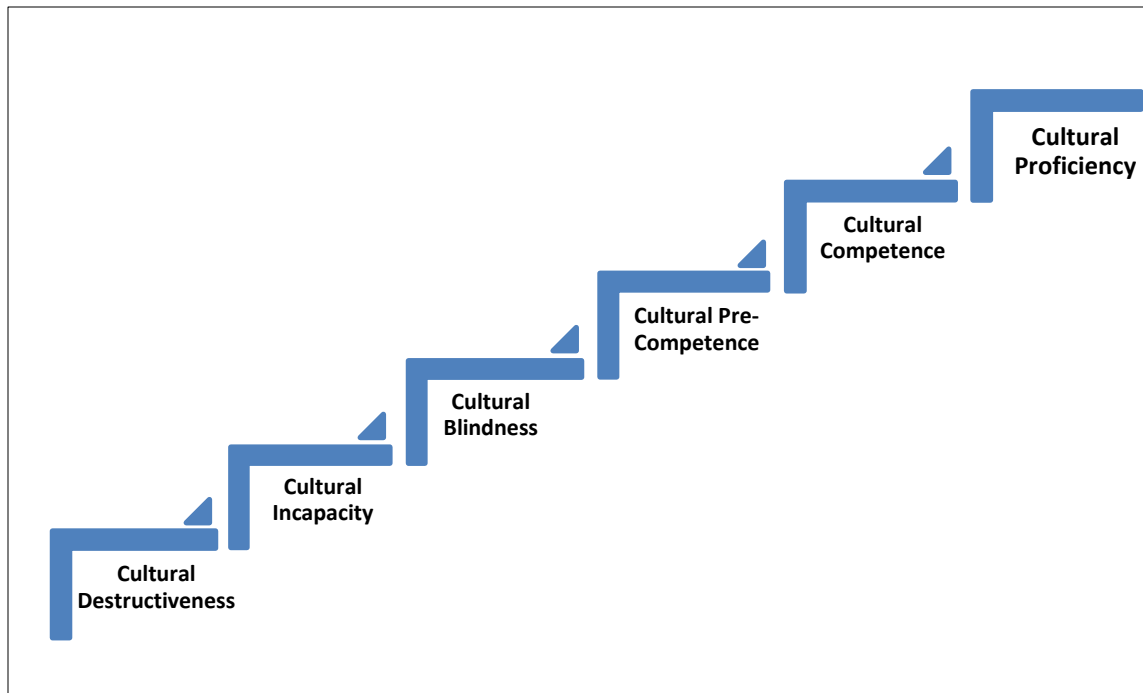 Cultural
Proficiency
Cultural
Competence
Cultural Pre-
Competence
Cultural
Blindness
Cultural
Incapacity
Cultural
Destructiveness